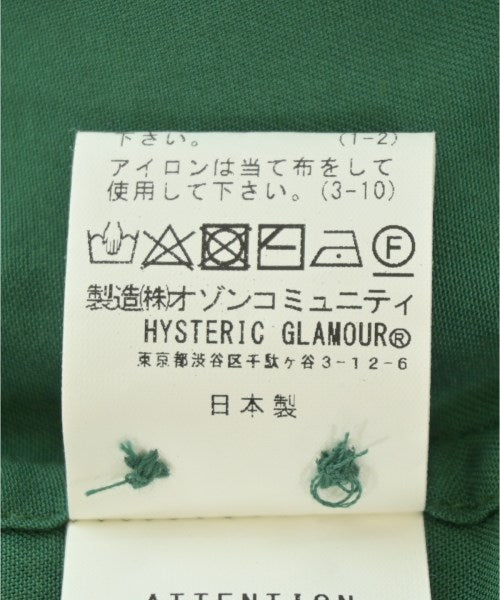 下さい。 (1-2)
アイロンは当て布をして
使用して下さい。(3-10)
F
製造(株)オゾンコミュニティ
HYSTERIC GLAMOUR®
東京都渋谷区千駄ヶ谷3-12-6
日本製
ATTENTION